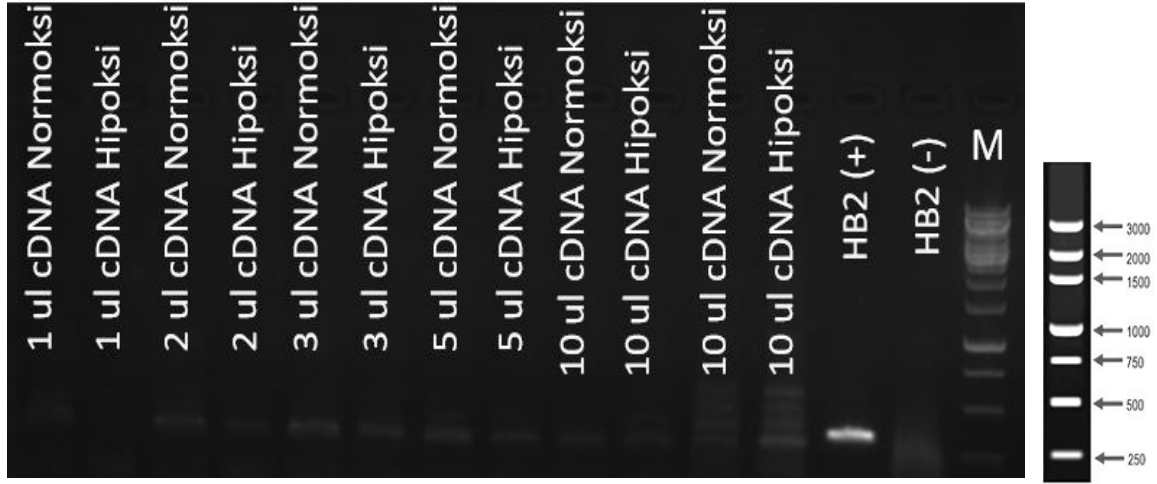 1 ul cDNA Normoksi
1 ul cDNA Hipoksi
2 ul cDNA Normoksi
2 ul cDNA Hipoksi
3 ul cDNA Normoksi
3 ul cDNA Hipoksi
5 ul cDNA Normoksi
5 ul cDNA Hipoksi
10 ul cDNA Normoksi
10 ul cDNA Hipoksi
10 ul cDNA Normoksi
10 ul cDNA Hipoksi
HB2 (+)
HB2 (-)
M
3000
2000
1500
1000
750
500
250